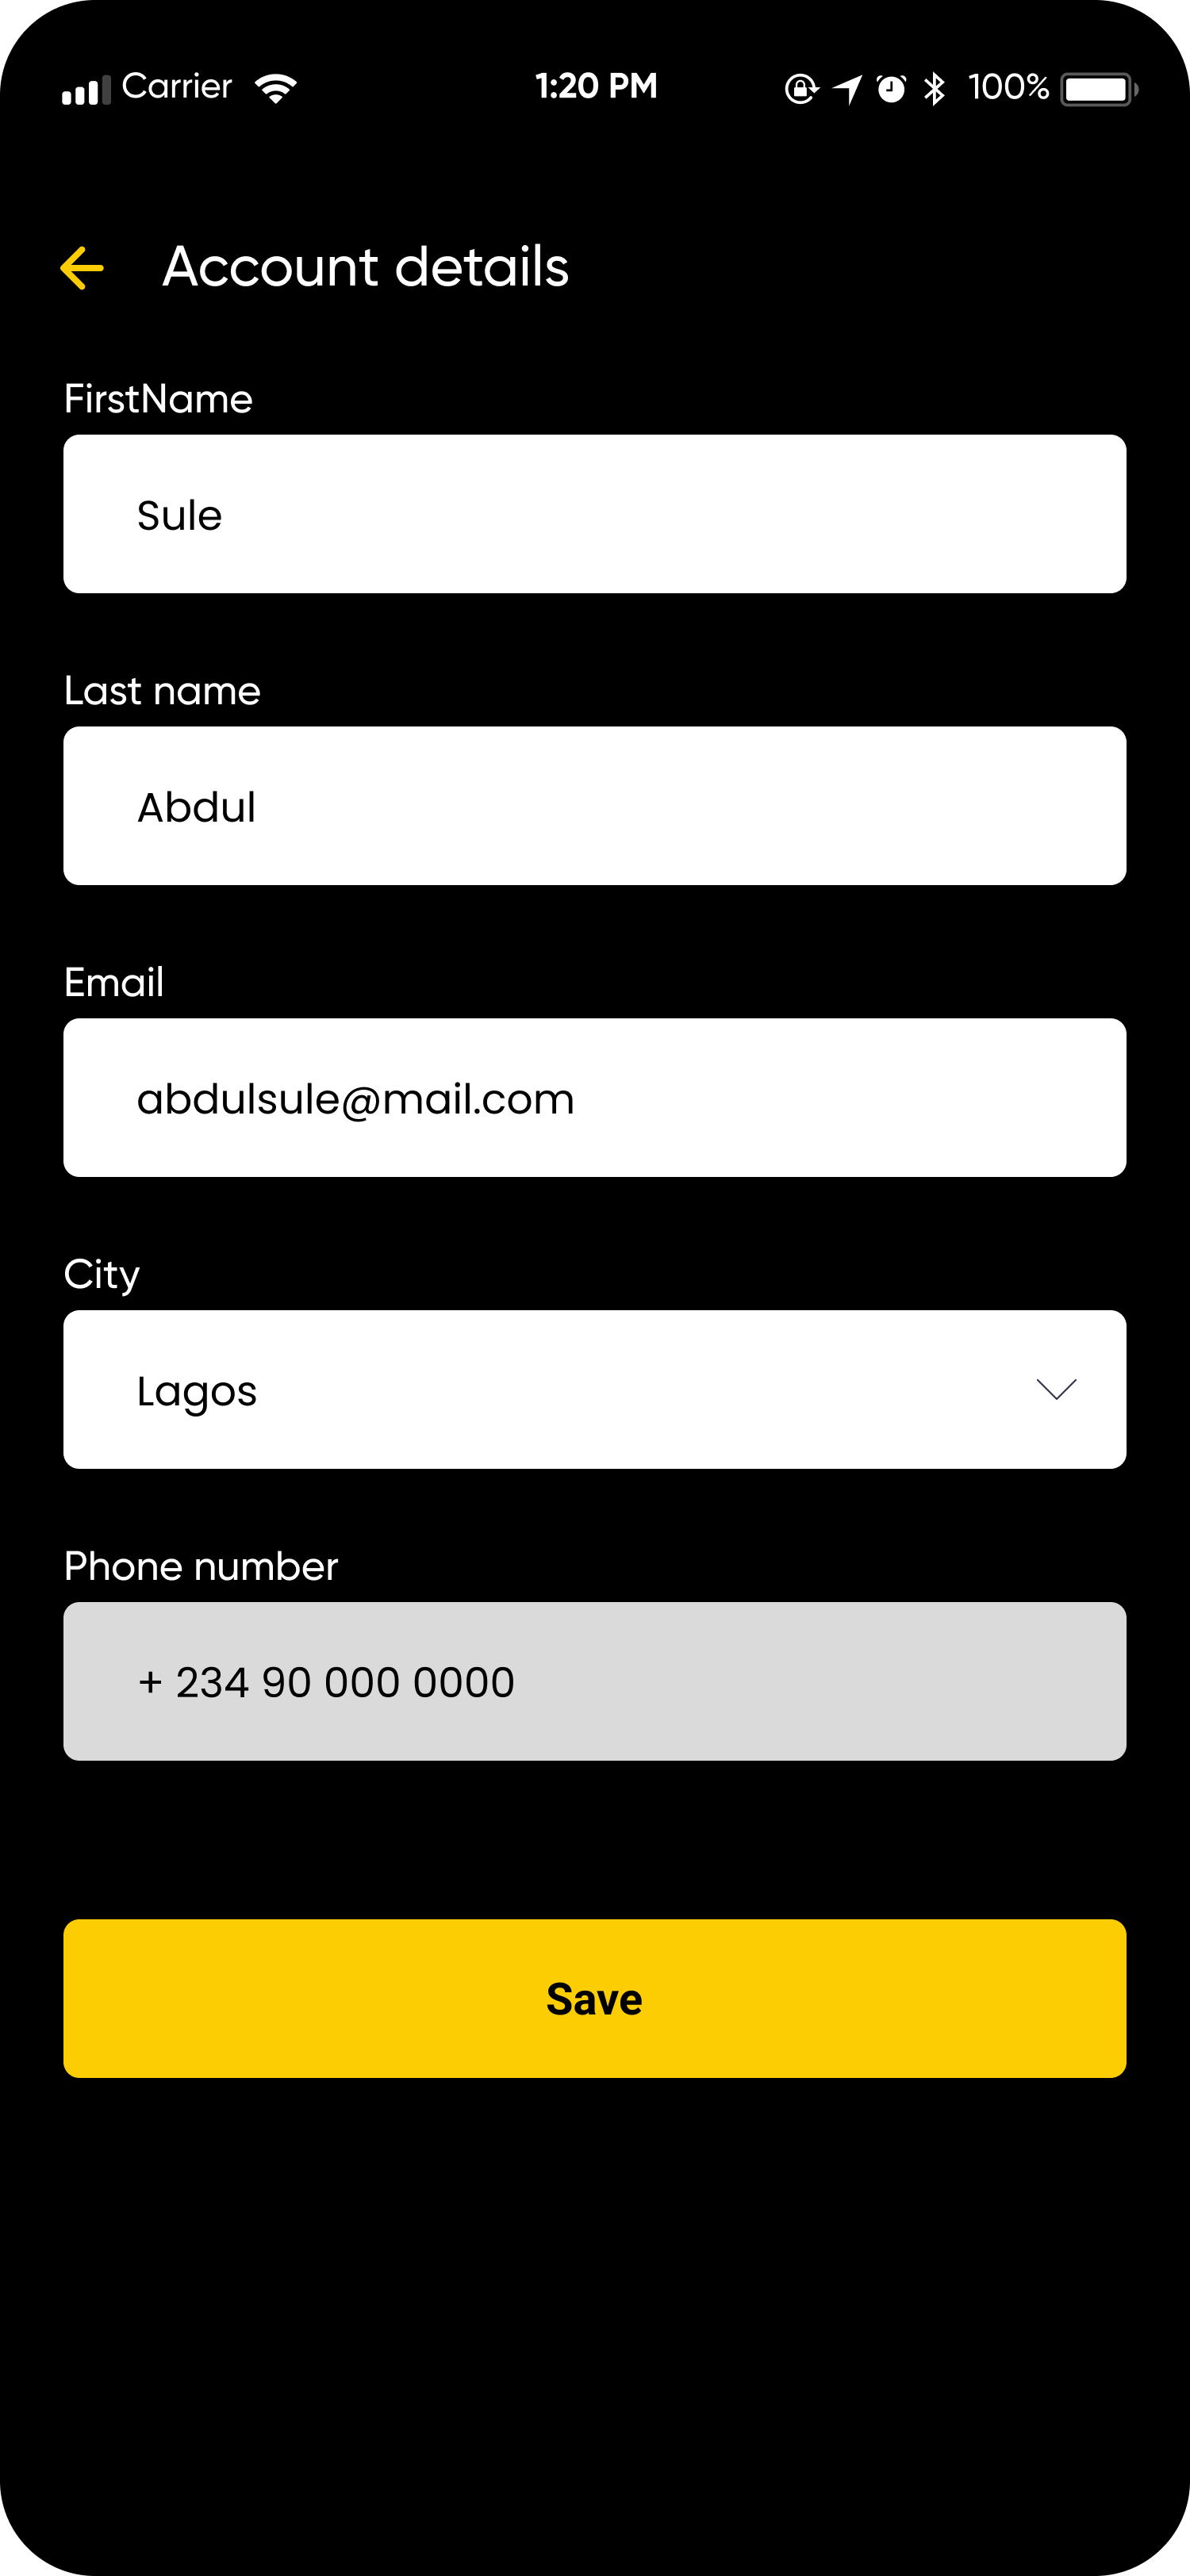 Carrier 1:20 PM 100%
Account details
FirstName
Sule
Last name
Abdul
Email
abdulsule@mail.com
City
Lagos
Phone number
+ 234 90 000 0000
Save